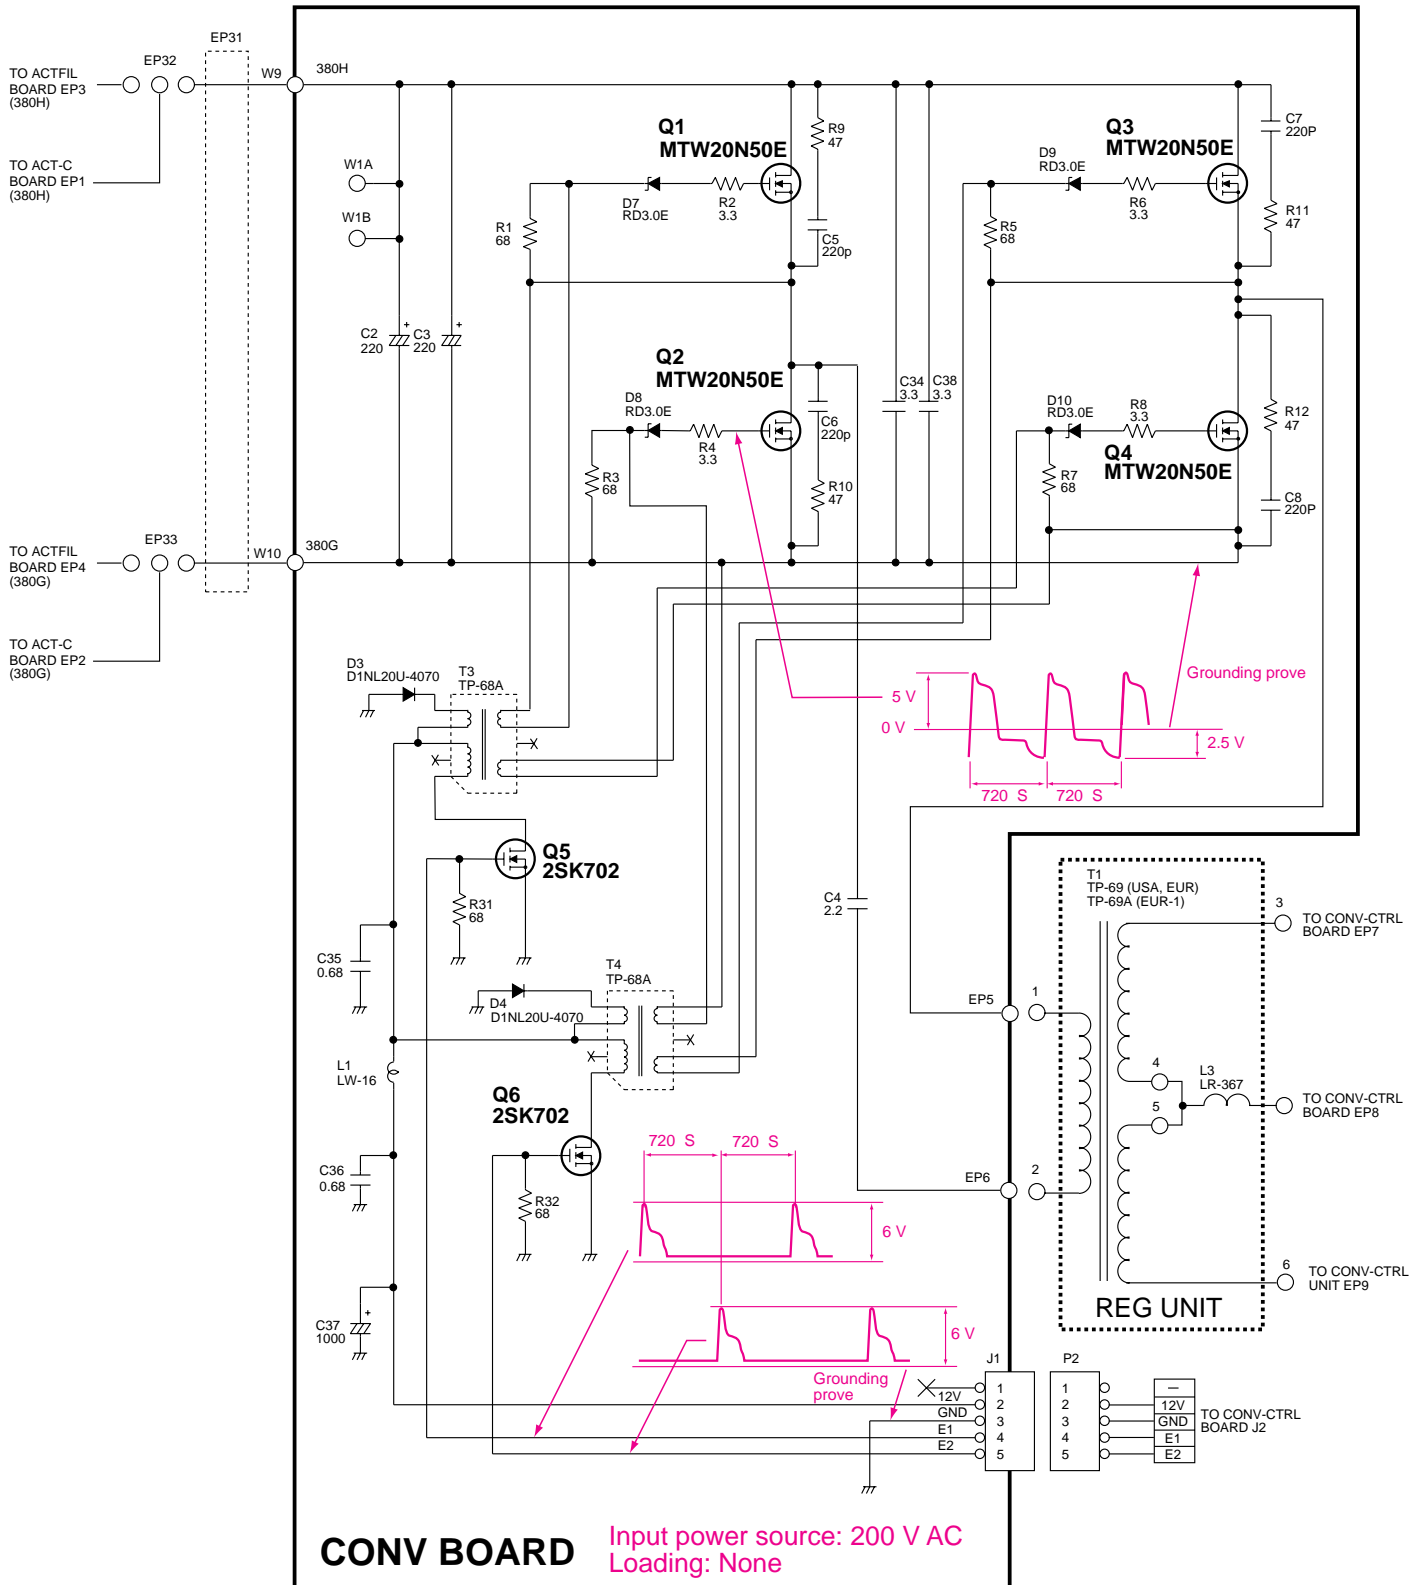 EP31
EP32
TO ACTFIL
BOARD EP3
(380H)
W9
380H
TO ACT-C
BOARD EP1
(380H)
W1A
W1B
Q1
MTW20N50E
R9
47
D7
RD3.0E
R2
3.3
R1
68
C5
220p
Q3
MTW20N50E
C7
220P
D9
RD3.0E
R6
3.3
R5
68
R11
47
C2
220
+
C3
220
+
Q2
MTW20N50E
D8
RD3.0E
R4
3.3
R3
68
C6
220p
R10
47
C34
3.3
C38
3.3
D10
RD3.0E
R8
3.3
R7
68
Q4
MTW20N50E
R12
47
C8
220P
TO ACTFIL
BOARD EP4
(380G)
EP33
W10
380G
TO ACT-C
BOARD EP2
(380G)
D3
D1NL20U-4070
T3
TP-68A
5 V
0 V
Grounding prove
2.5 V
720 S
720 S
Q5
2SK702
R31
68
C4
2.2
T1
TP-69 (USA, EUR)
TP-69A (EUR-1)
3
TO CONV-CTRL
BOARD EP7
C35
0.68
T4
TP-68A
D4
D1NL20U-4070
EP5
1
L1
LW-16
4
5
L3
LR-367
TO CONV-CTRL
BOARD EP8
Q6
2SK702
720 S
720 S
C36
0.68
R32
68
EP6
2
6 V
6
TO CONV-CTRL
UNIT EP9
REG UNIT
C37
1000
+
6 V
Grounding
prove
J1
P2
1
2
3
4
5
12V
GND
E1
E2
1
2
3
4
5
—
12V
GND
E1
E2
TO CONV-CTRL
BOARD J2
CONV BOARD
Input power source: 200 V AC
Loading: None